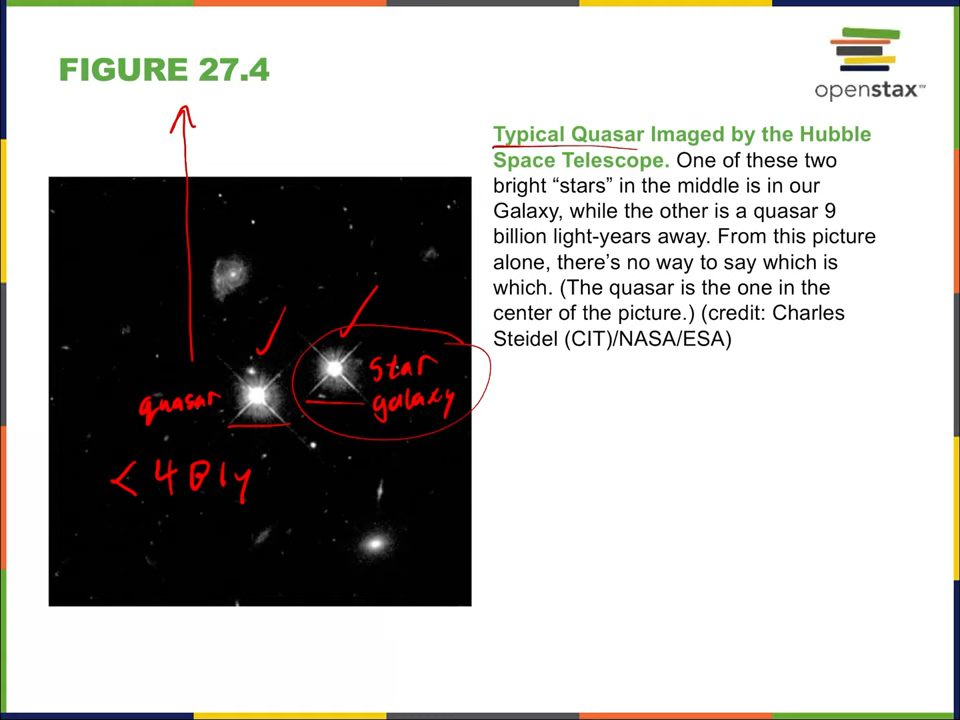 FIGURE 27.4
openstax™
Typical Quasar Imaged by the Hubble
Space Telescope. One of these two
bright “stars” in the middle is in our
Galaxy, while the other is a quasar 9
billion light-years away. From this picture
alone, there’s no way to say which is
which. (The quasar is the one in the
center of the picture.) (credit: Charles
Steidel (CIT)/NASA/ESA)
quasar
star
galaxy
< 4 Bly